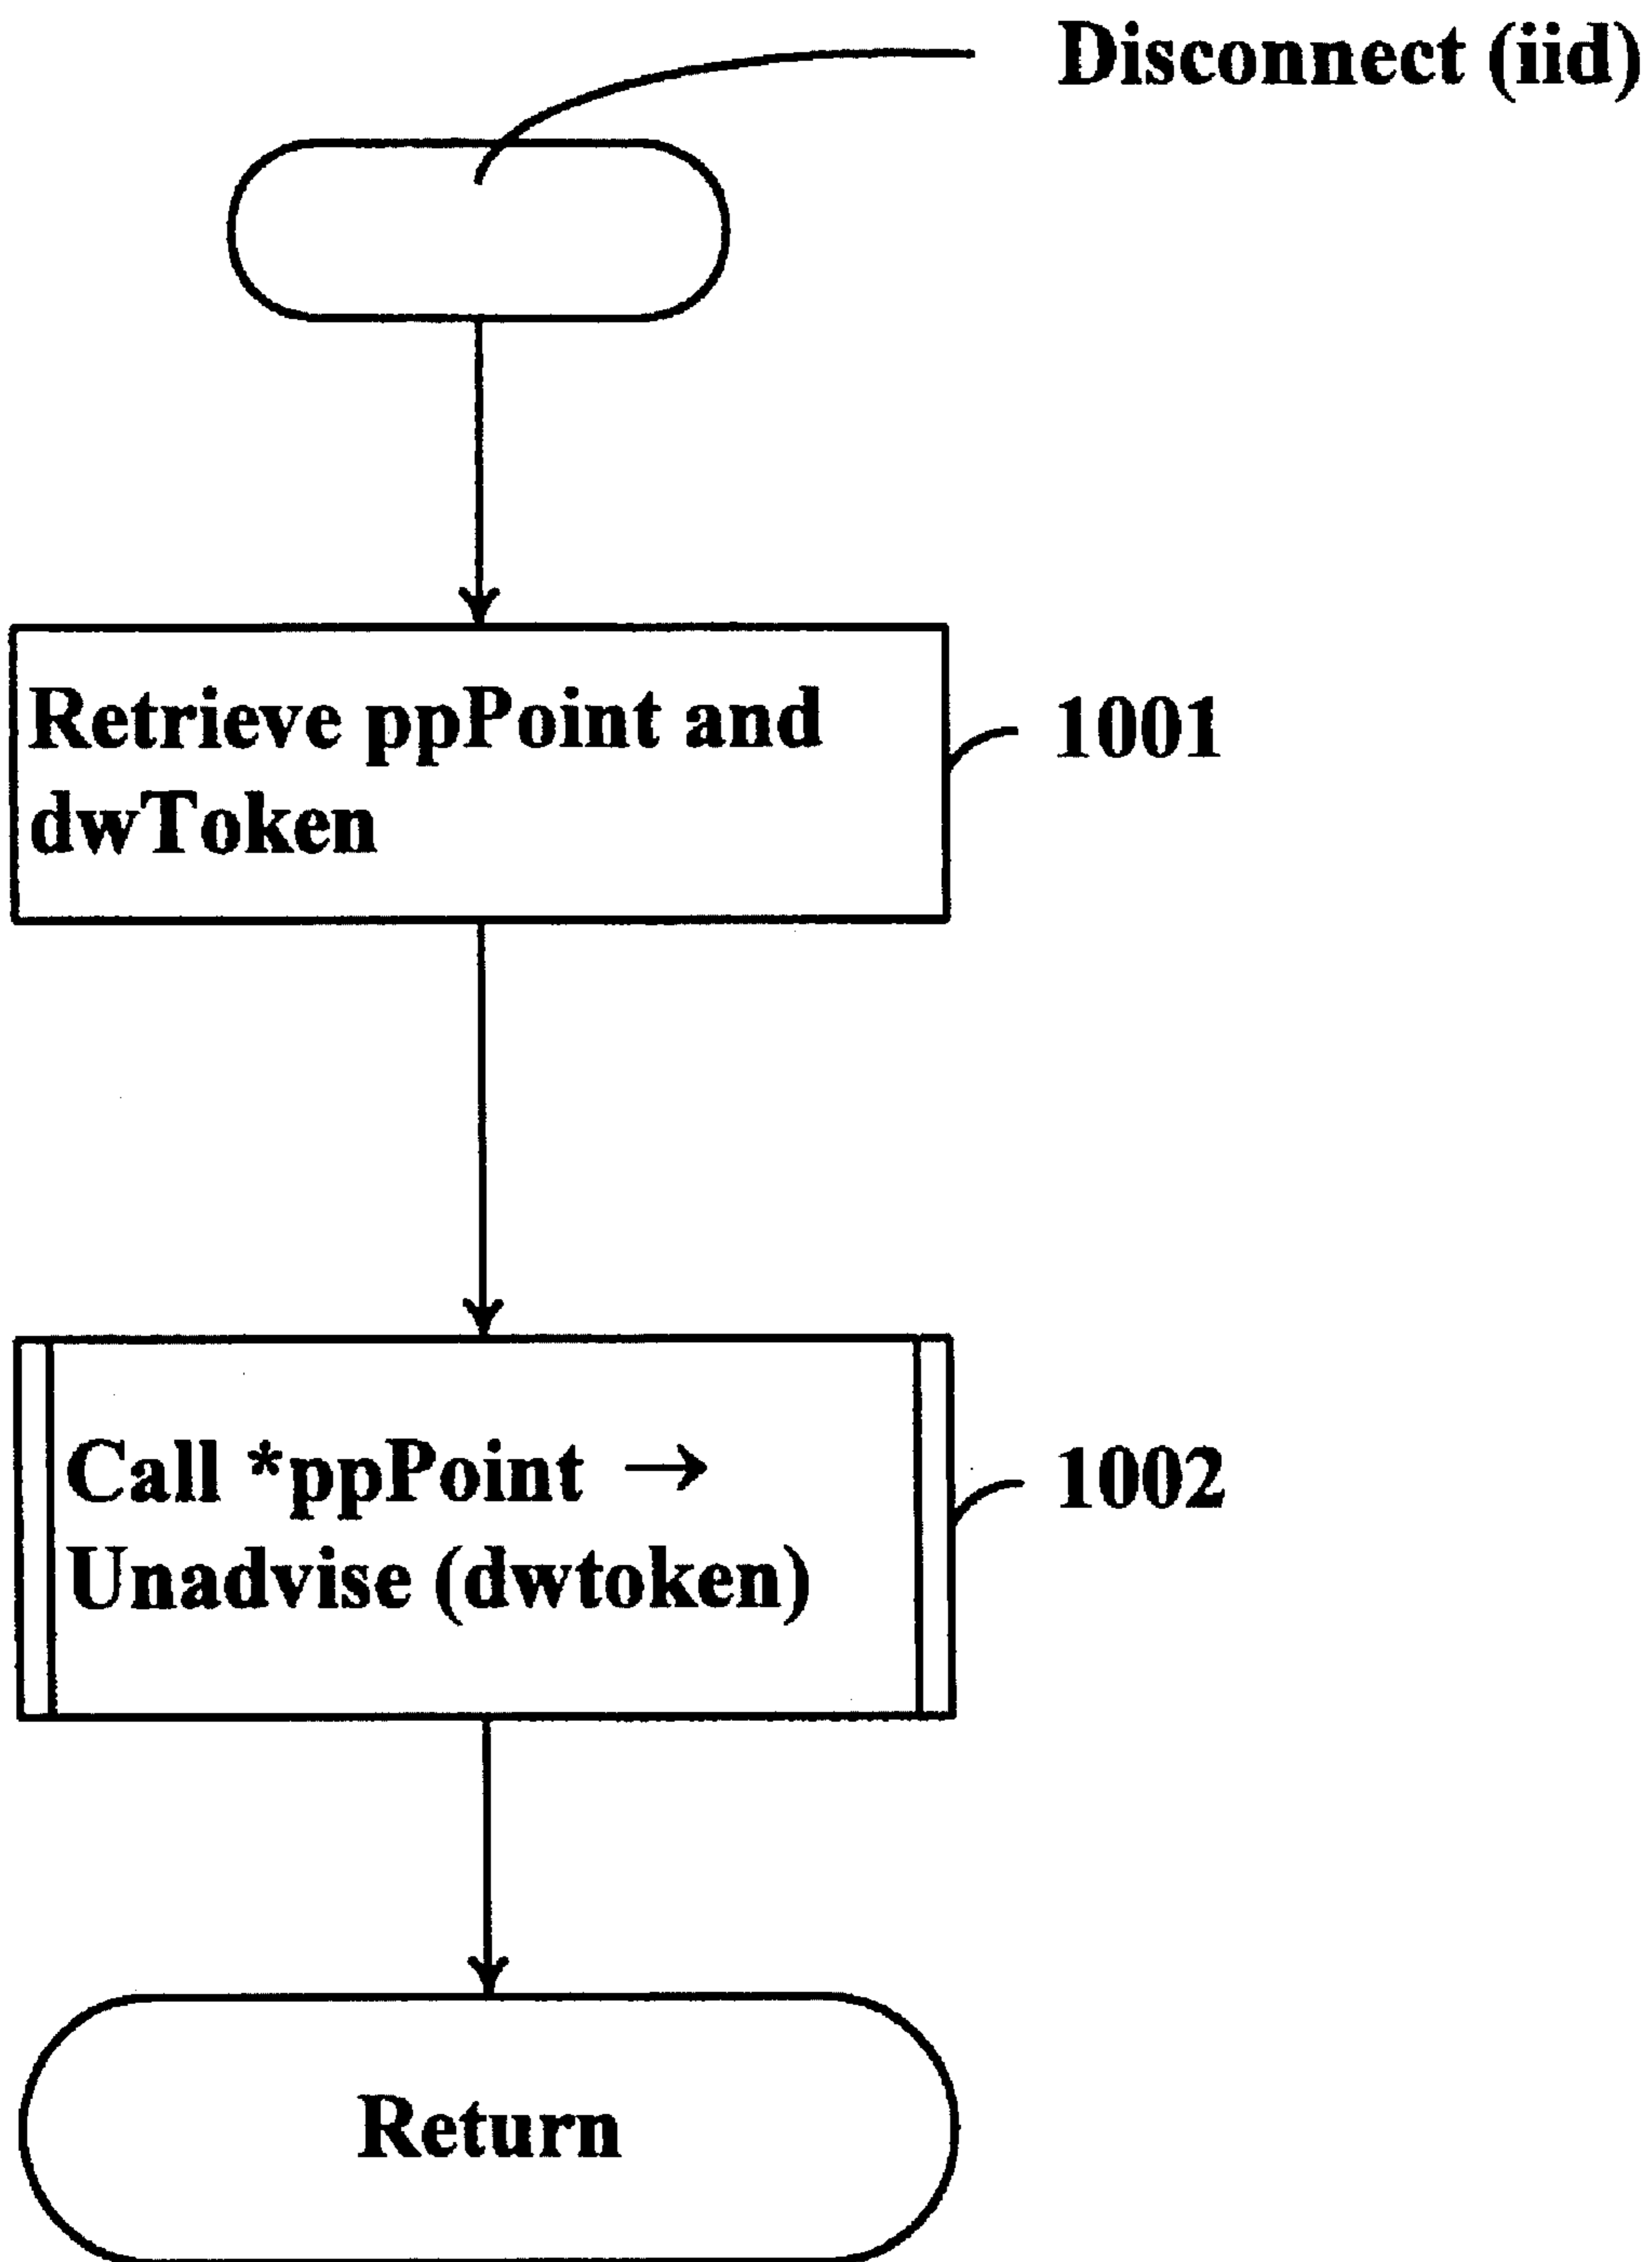 Disconnect (iid)
Retrieve ppPoint and
dwToken
1001
Call *ppPoint →
Unadvise (dwtoken)
1002
Return